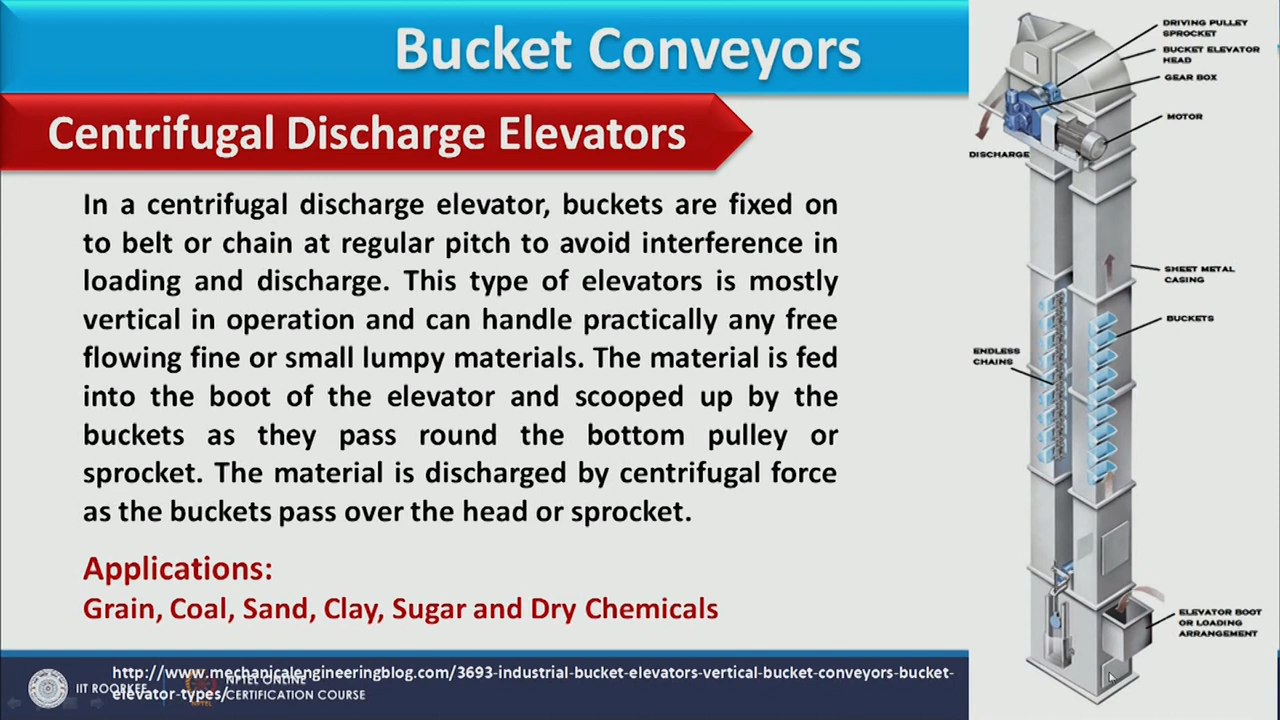 Bucket Conveyors
Centrifugal Discharge Elevators
In a centrifugal discharge elevator, buckets are fixed on
to belt or chain at regular pitch to avoid interference in
loading and discharge. This type of elevators is mostly
vertical in operation and can handle practically any free
flowing fine or small lumpy materials. The material is fed
into the boot of the elevator and scooped up by the
buckets as they pass round the bottom pulley or
sprocket. The material is discharged by centrifugal force
as the buckets pass over the head or sprocket.
Applications:
Grain, Coal, Sand, Clay, Sugar and Dry Chemicals
DRIVING PULLEY
SPROCKET
BUCKET ELEVATOR
HEAD
GEAR BOX
MOTOR
DISCHARGE
SHEET METAL
CASING
BUCKETS
ENDLESS
CHAINS
ELEVATOR BOOT
OR LOADING
ARRANGEMENT
http://www.mechanicalengineeringblog.com/3693-industrial-bucket-elevators-vertical-bucket-conveyors-bucket-
elevator-types/
IIT ROORKEE
NPTEL ONLINE
CERTIFICATION COURSE
NPTEL